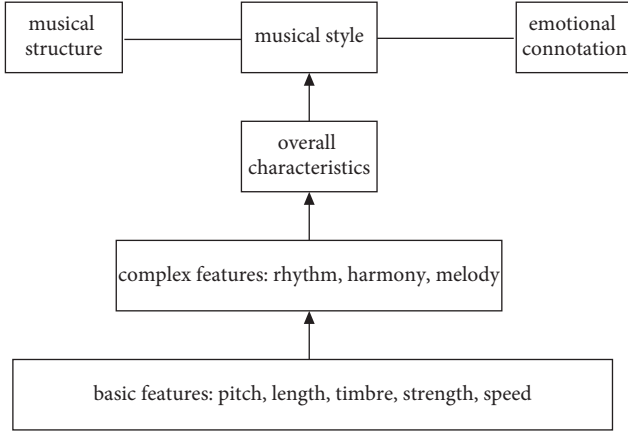 musical
structure
musical style
emotional
connotation
overall
characteristics
complex features: rhythm, harmony, melody
basic features: pitch, length, timbre, strength, speed